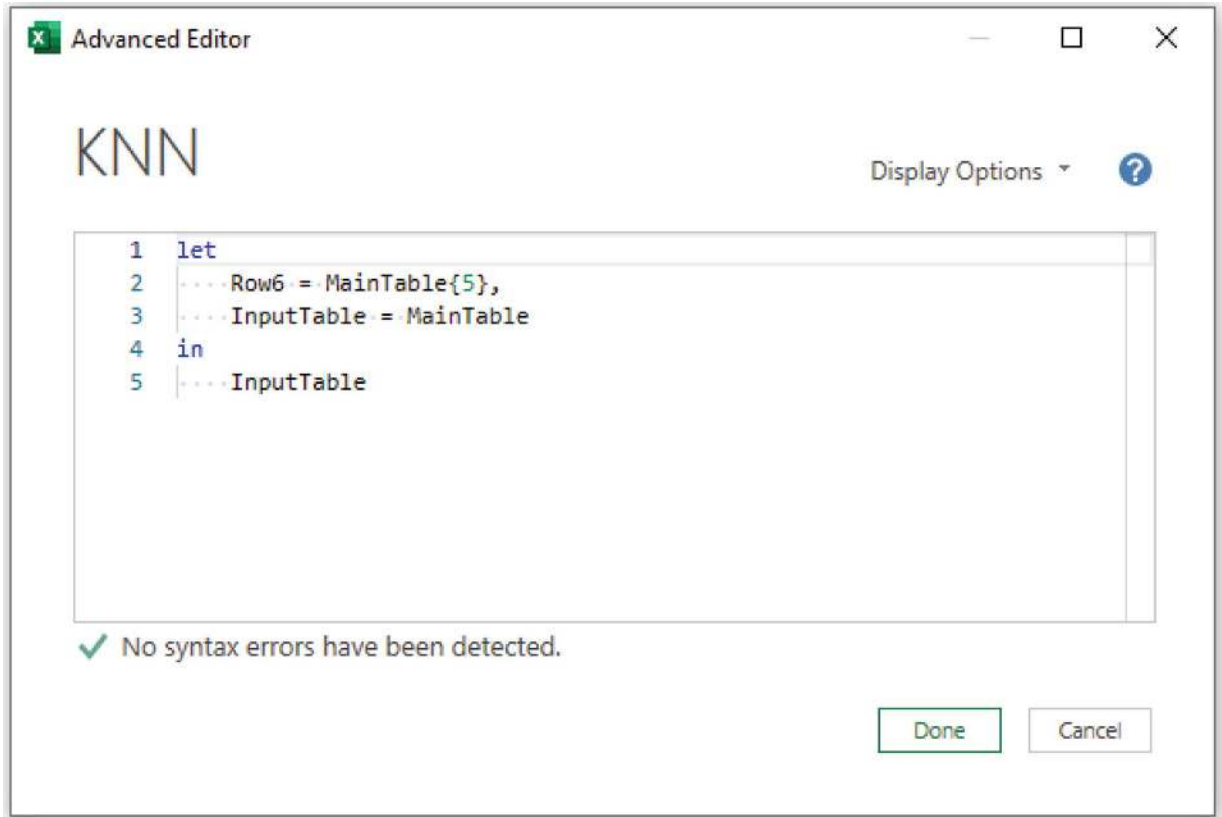 Advanced Editor
KNN
Display Options
1 let
2 Row6 = MainTable{5},
3 InputTable = MainTable
4 in
5 InputTable
No syntax errors have been detected.
Done Cancel